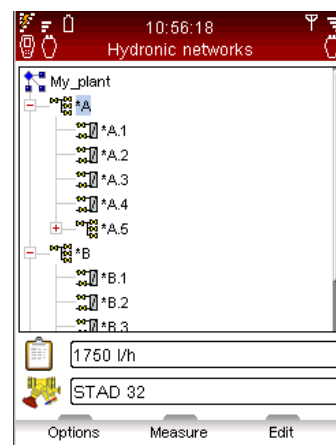 10:56:18
Hydronic networks
My_plant
*A
*A.1
*A.2
*A.3
*A.4
*A.5
*B
*B.1
*B.2
*B.3
1750 l/h
STAD 32
Options Measure Edit